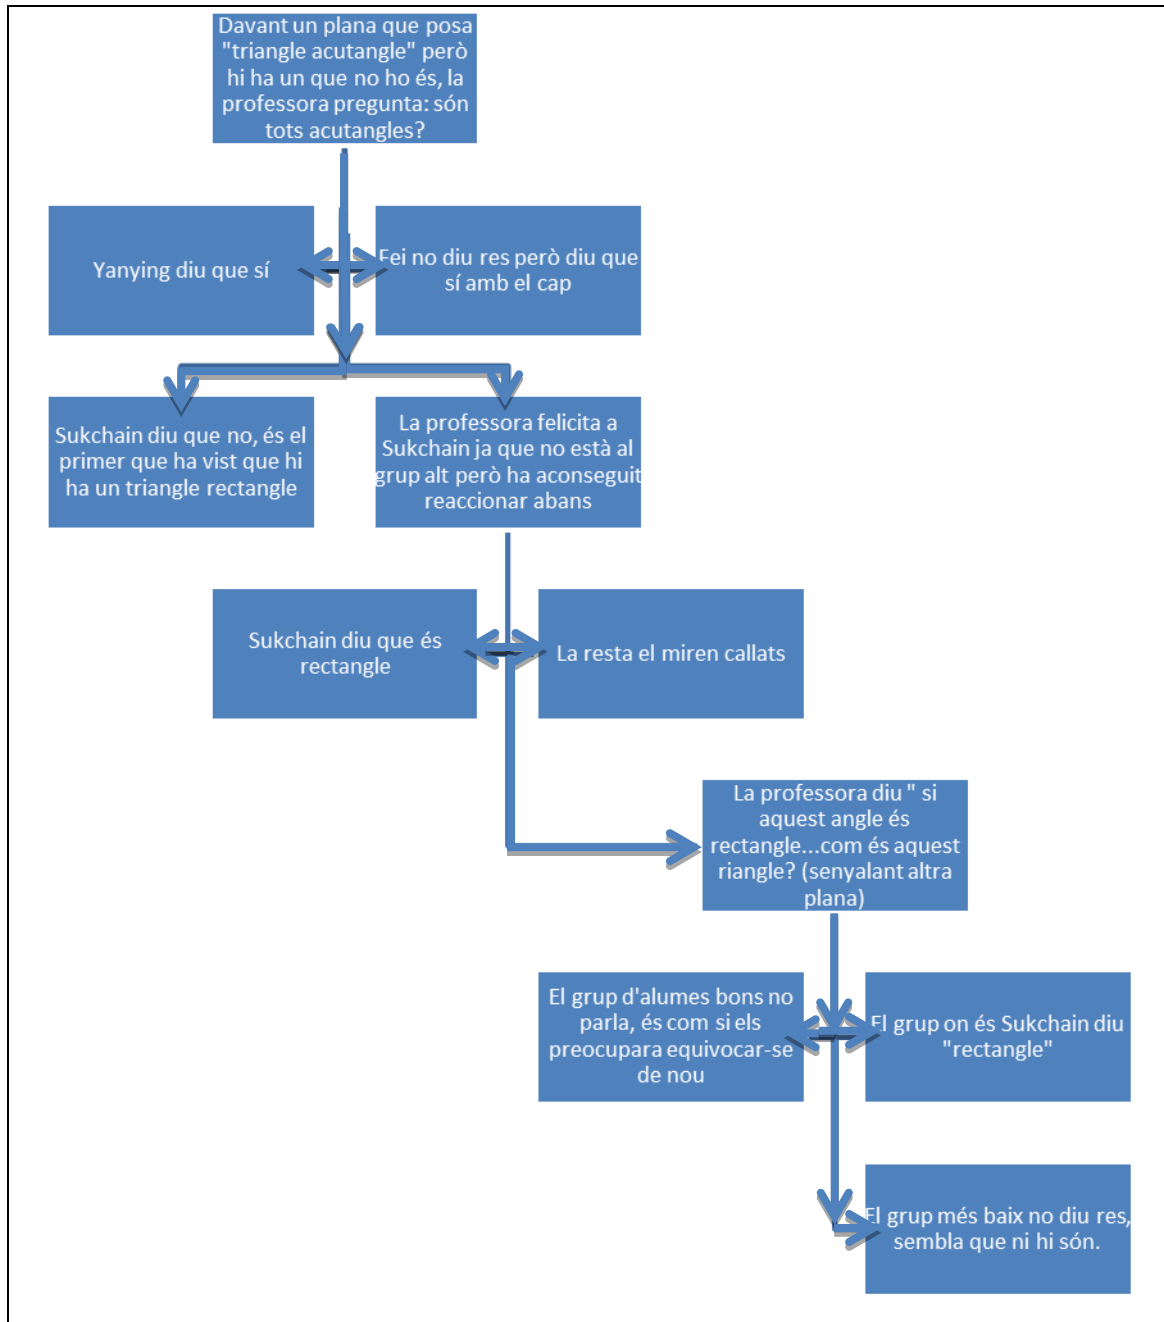 Davant un plana que posa
"triangle acutangle" però
hi ha un que no ho és, la
professora pregunta: són
tots acutangles?
Yanying diu que sí
Fei no diu res però diu que
sí amb el cap
Sukchain diu que no, és el
primer que ha vist que hi
ha un triangle rectangle
La professora felicita a
Sukchain ja que no està al
grup alt però ha aconseguit
reaccionar abans
Sukchain diu que és
rectangle
La resta el miren callats
La professora diu " si
aquest angle és
rectangle...com és aquest
riangle? (senyalant altra
plana)
El grup d'alumes bons no
parla, és com si els
preocupara equivocar-se
de nou
El grup on és Sukchain diu
"rectangle"
El grup més baix no diu res,
sembla que ni hi són.